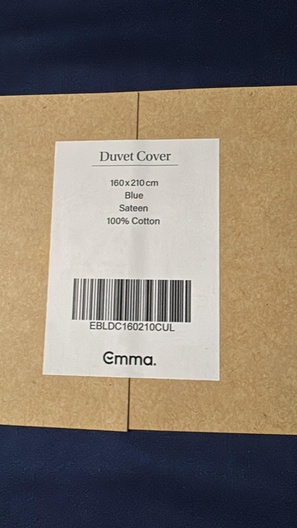 Duvet Cover
160x210cm
Blue
Sateen
100% Cotton
EBLDC160210CUL
emma.